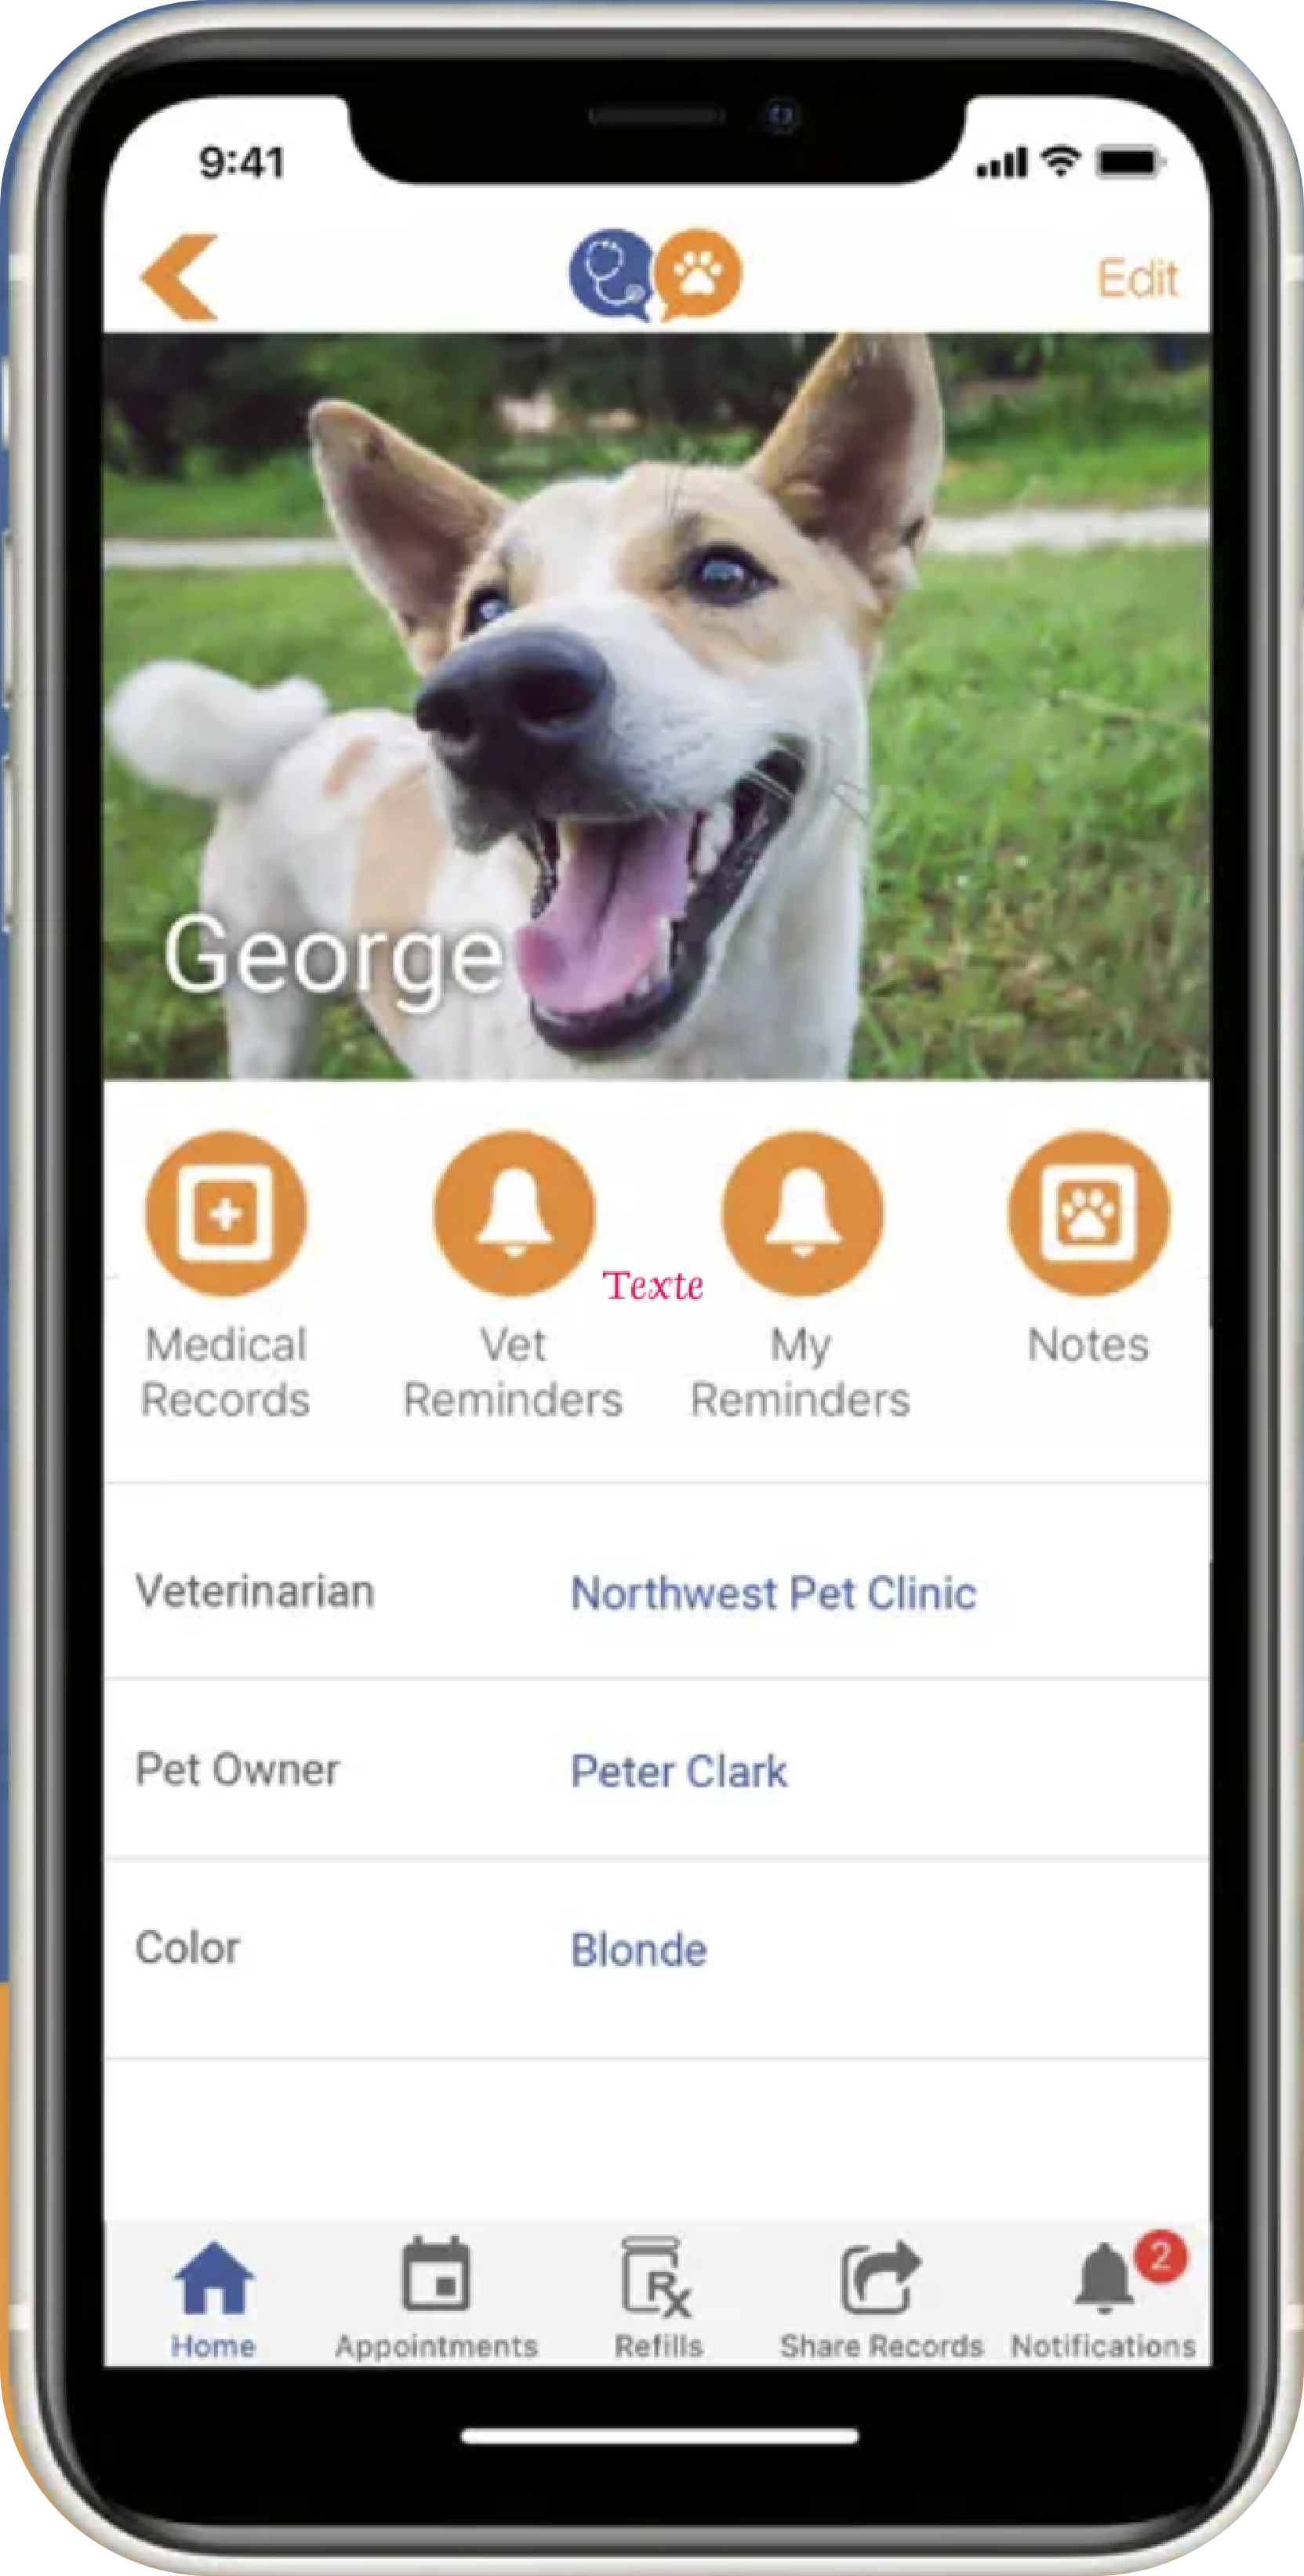 9:41
Edit
George
Texte
Medical Records
Vet Reminders
My Reminders
Notes
Veterinarian Northwest Pet Clinic
Pet Owner Peter Clark
Color Blonde
2
Home Appointments Refills Share Records Notifications